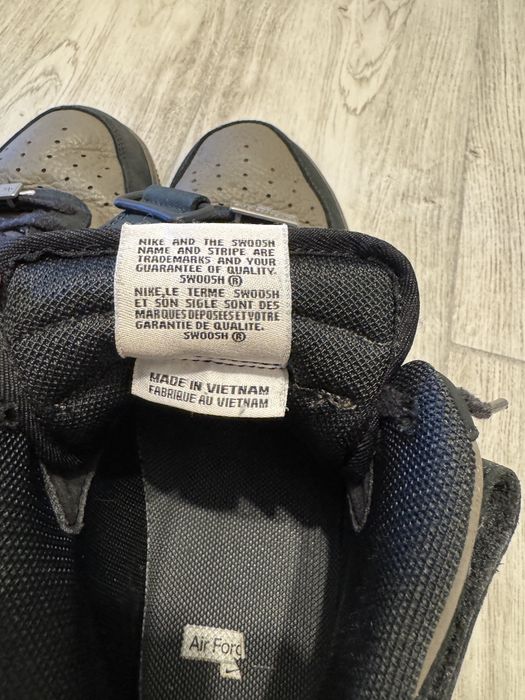 NIKE AND THE SWOOSH
NAME AND STRIPE ARE
TRADEMARKS AND YOUR
GUARANTEE OF QUALITY.
SWOOSH ®
NIKE,LE TERME SWOOSH
ET SON SIGLE SONT DES
MARQUES DEPOSEES ET VOTRE
GARANTIE DE QUALITE.
SWOOSH ®
MADE IN VIETNAM
FABRIQUE AU VIETNAM
Air Forc